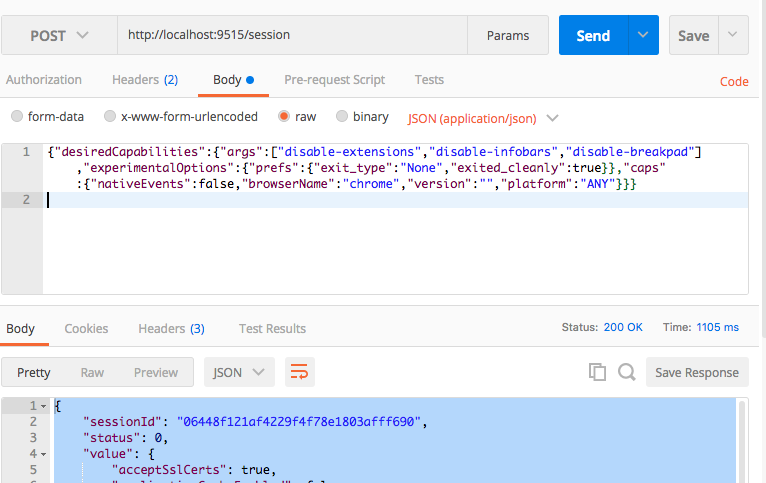 POST http://localhost:9515/session Params Send Save
Authorization Headers (2) Body Pre-request Script Tests Code
form-data x-www-form-urlencoded raw binary JSON (application/json)
1 {"desiredCapabilities":{"args":["disable-extensions","disable-infobars","disable-breakpad"]
,"experimentalOptions":{"prefs":{"exit_type":"None","exited_cleanly":true}},"caps"
:{"nativeEvents":false,"browserName":"chrome","version":"","platform":"ANY"}}}
2
Body Cookies Headers (3) Test Results Status: 200 OK Time: 1105 ms
Pretty Raw Preview JSON Save Response
1 {
2 "sessionId": "06448f121af4229f4f78e1803afff690",
3 "status": 0,
4 "value": {
5 "acceptSslCerts": true,